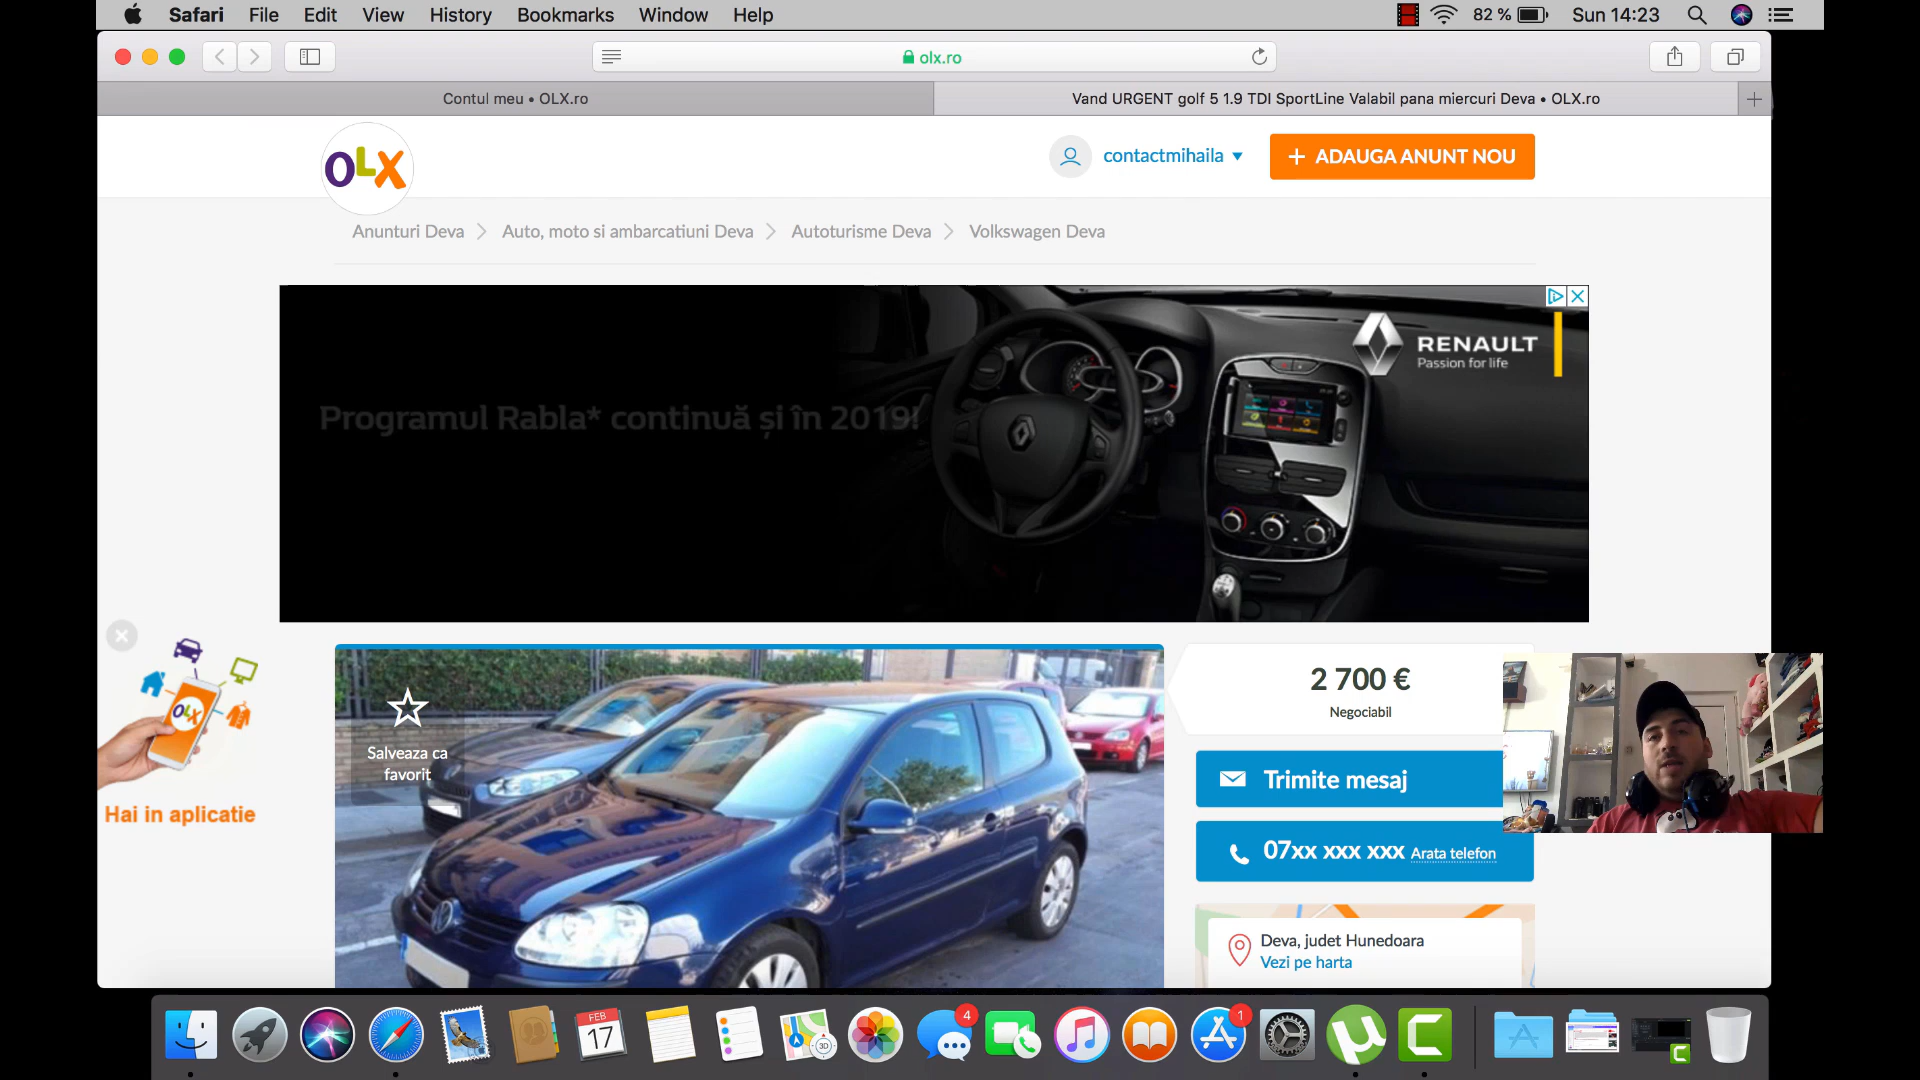 Safari File Edit View History Bookmarks Window Help
82 % Sun 14:23
olx.ro
Contul meu • OLX.ro
Vand URGENT golf 5 1.9 TDI SportLine Valabil pana miercuri Deva • OLX.ro
OLX
contactmihaila
+ ADAUGA ANUNT NOU
Anunturi Deva
Auto, moto si ambarcatiuni Deva
Autoturisme Deva
Volkswagen Deva
RENAULT
Passion for life
Programul Rabla* continuă și în 2019!
Salveaza ca
favorit
2 700 €
Negociabil
Trimite mesaj
07xx xxx xxx Arata telefon
Deva, judet Hunedoara
Vezi pe harta
OLX
Hai in aplicatie
FEB
17
3D
4
1